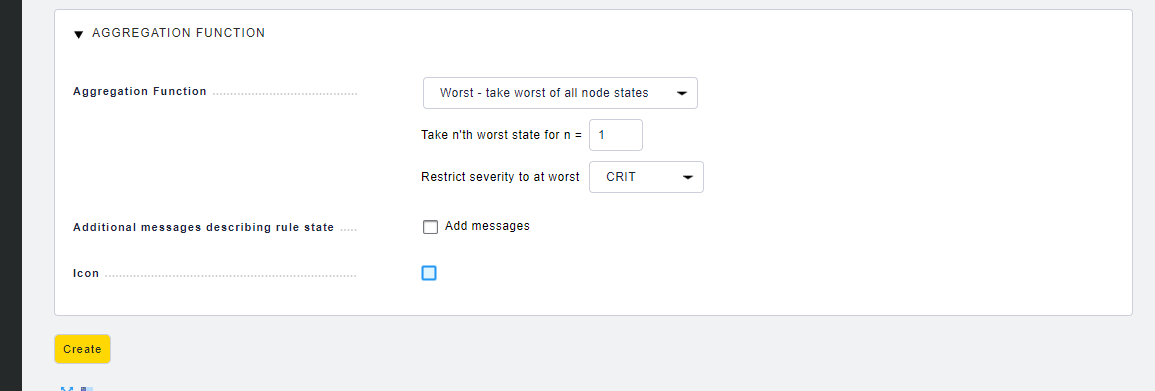 AGGREGATION FUNCTION
Aggregation Function
Worst - take worst of all node states
Take n'th worst state for n = 1
Restrict severity to at worst CRIT
Additional messages describing rule state
Add messages
Icon
Create